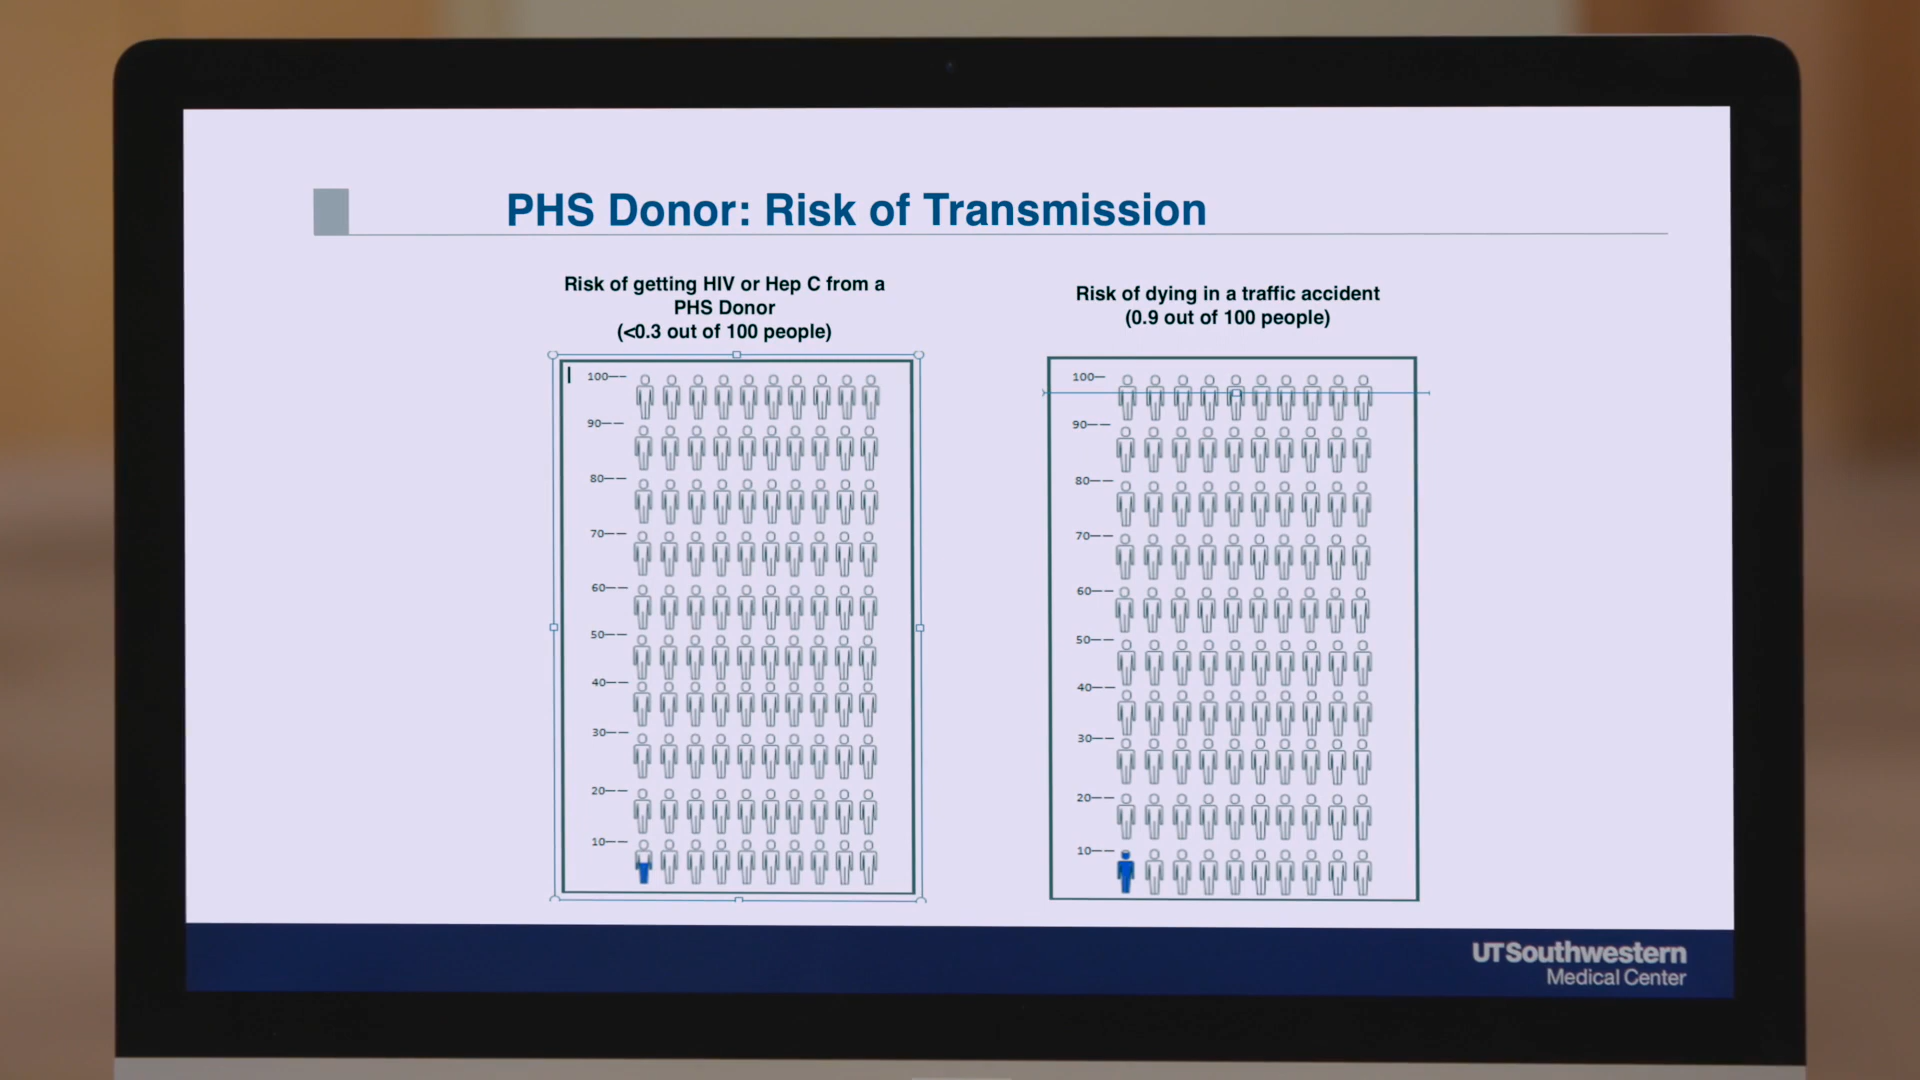 PHS Donor: Risk of Transmission
Risk of getting HIV or Hep C from a
PHS Donor
(<0.3 out of 100 people)
100
90
80
70
60
50
40
30
20
10
Risk of dying in a traffic accident
(0.9 out of 100 people)
100
90
80
70
60
50
40
30
20
10
UTSouthwestern
Medical Center